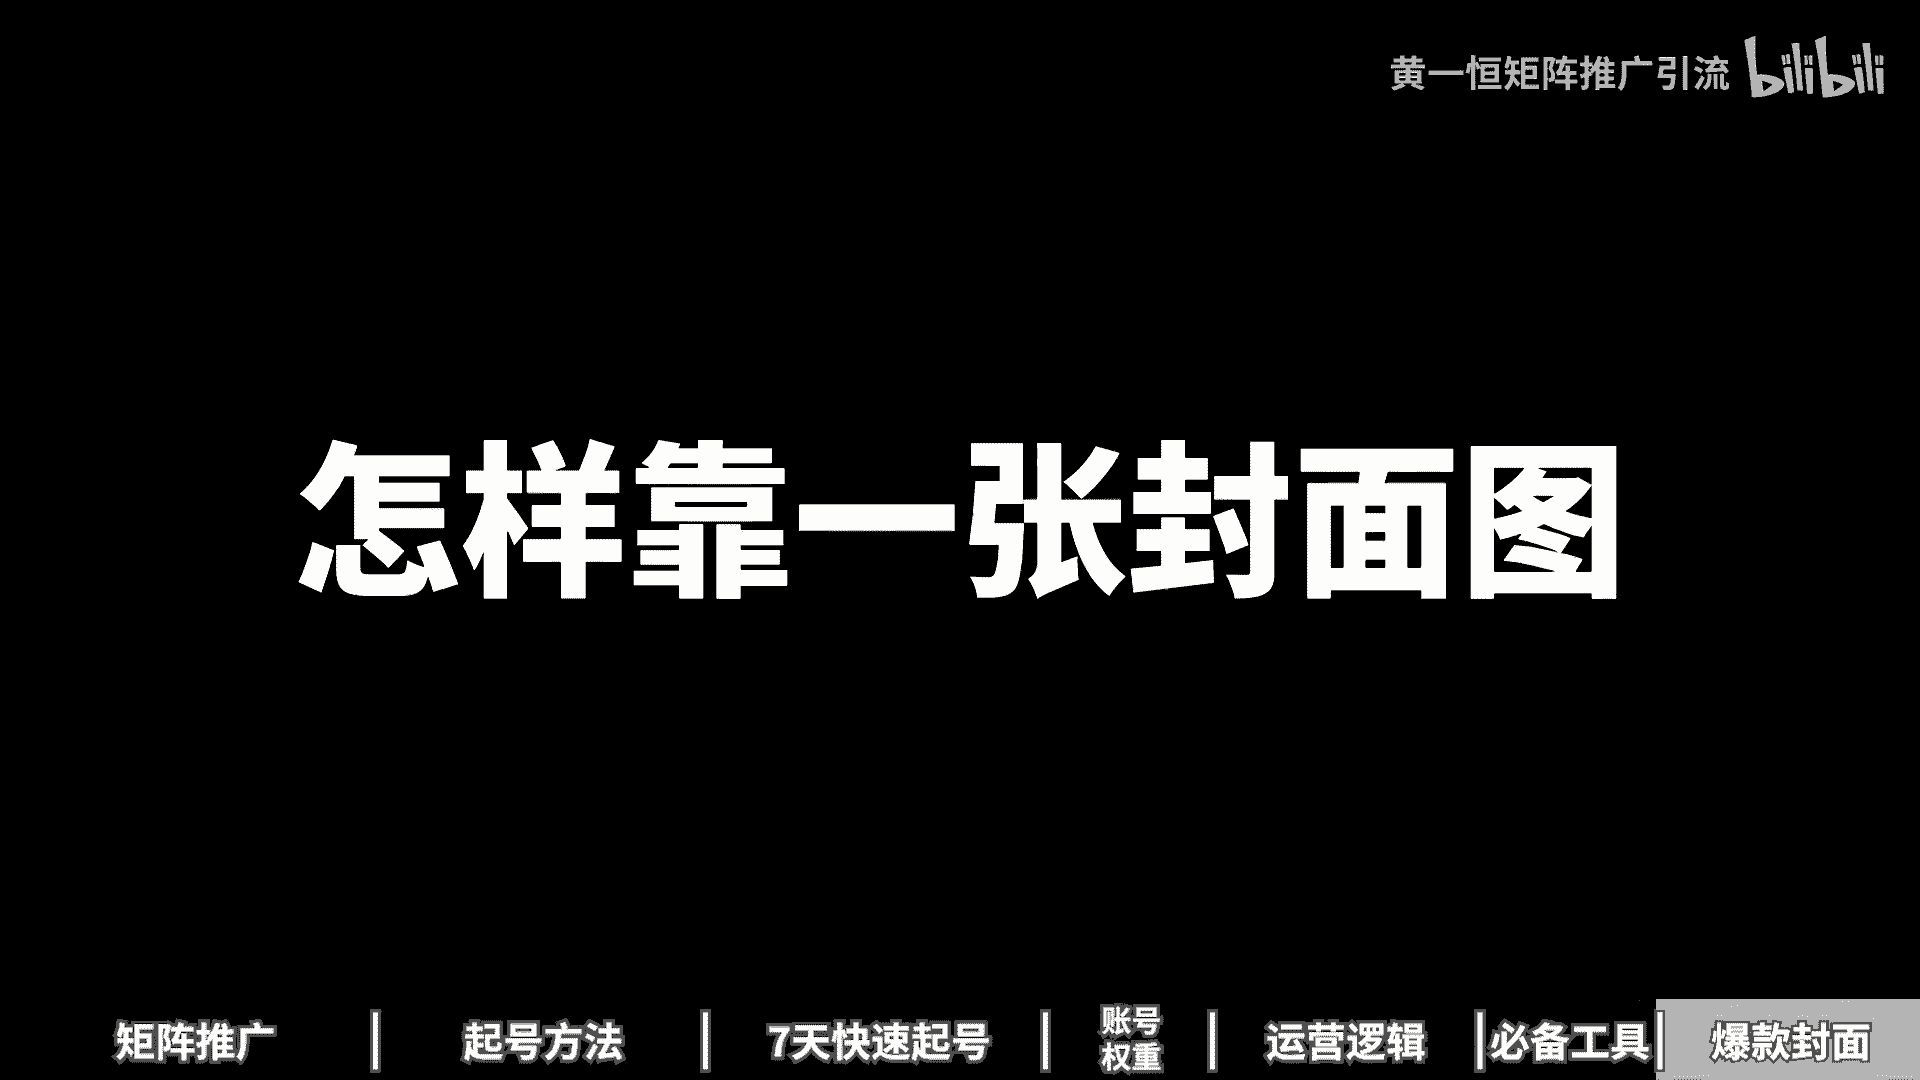 黄一恒矩阵推广引流 bilibili
怎样靠一张封面图
矩阵推广 | 起号方法 | 7天快速起号 | 账号权重 | 运营逻辑 | 必备工具 | 爆款封面